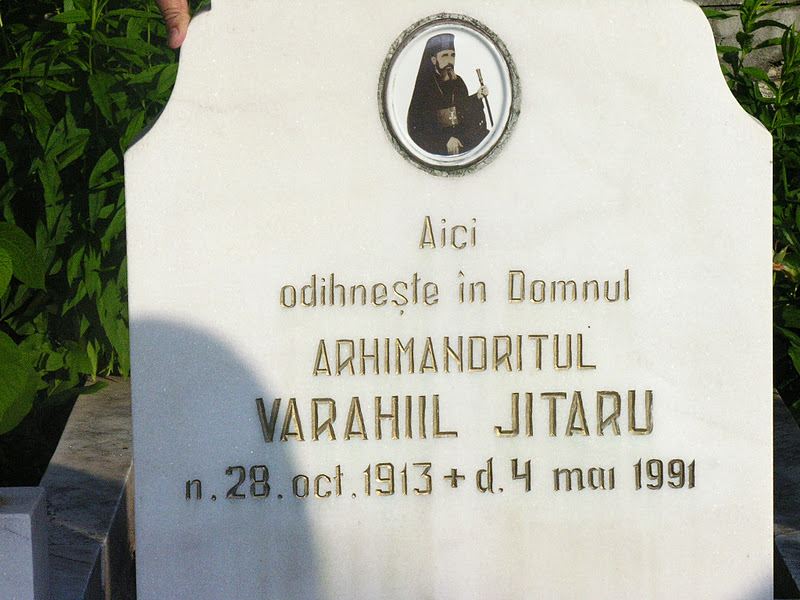 Aici
odihnește în Domnul
ARHIMANDRITUL
VARAHIIL JITARU
n. 28. oct. 1913 + d. 4 mai 1991